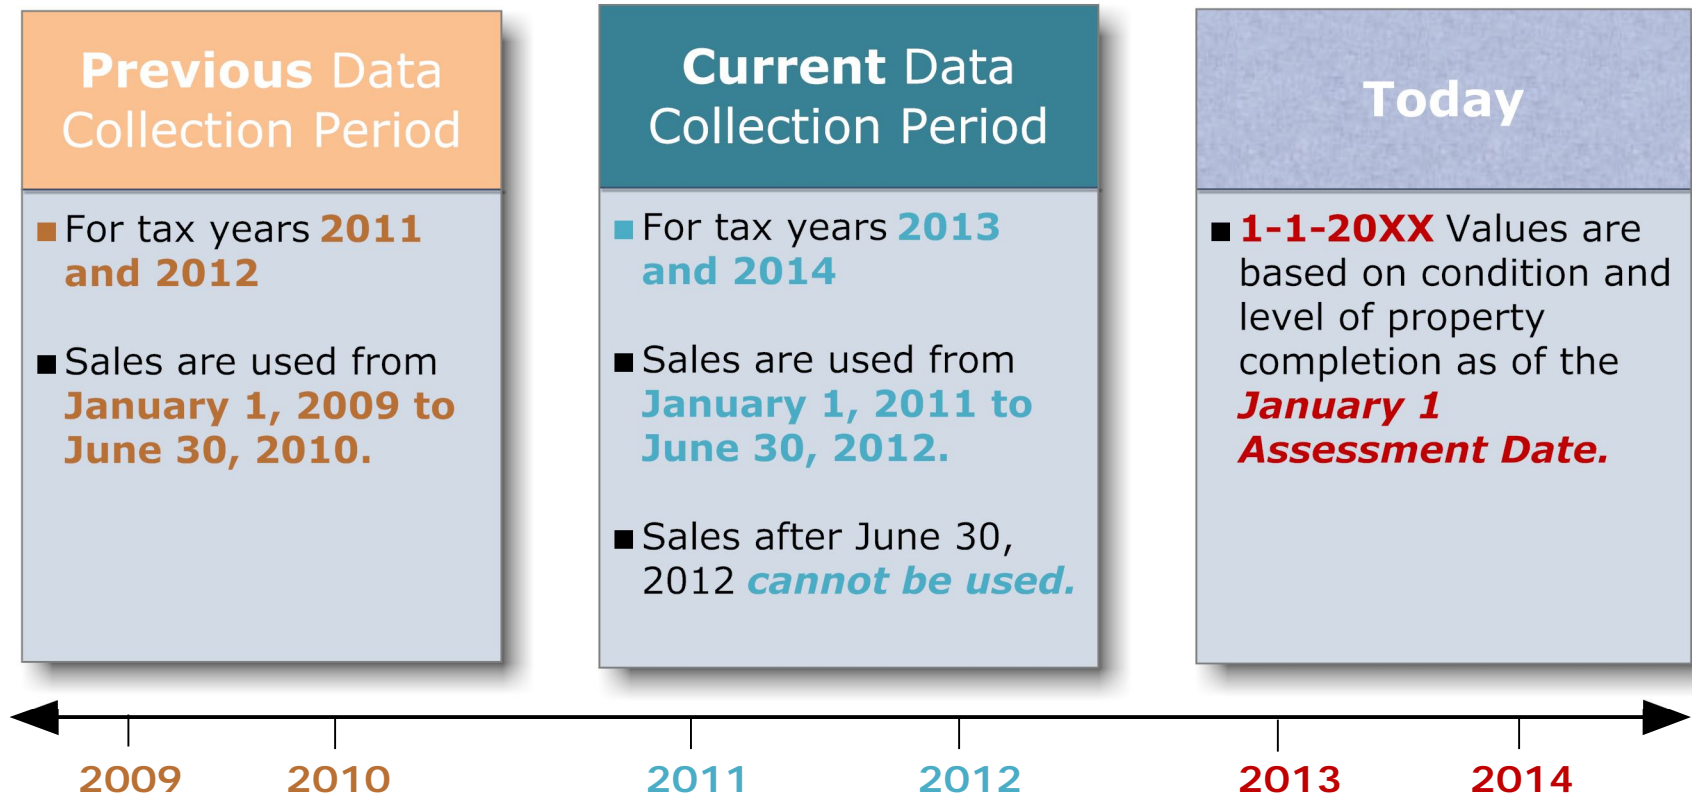 Previous Data
Collection Period
For tax years 2011
and 2012
Sales are used from
January 1, 2009 to
June 30, 2010.
Current Data
Collection Period
For tax years 2013
and 2014
Sales are used from
January 1, 2011 to
June 30, 2012.
Sales after June 30,
2012 cannot be used.
Today
1-1-20XX Values are
based on condition and
level of property
completion as of the
January 1
Assessment Date.
2009 2010 2011 2012 2013 2014